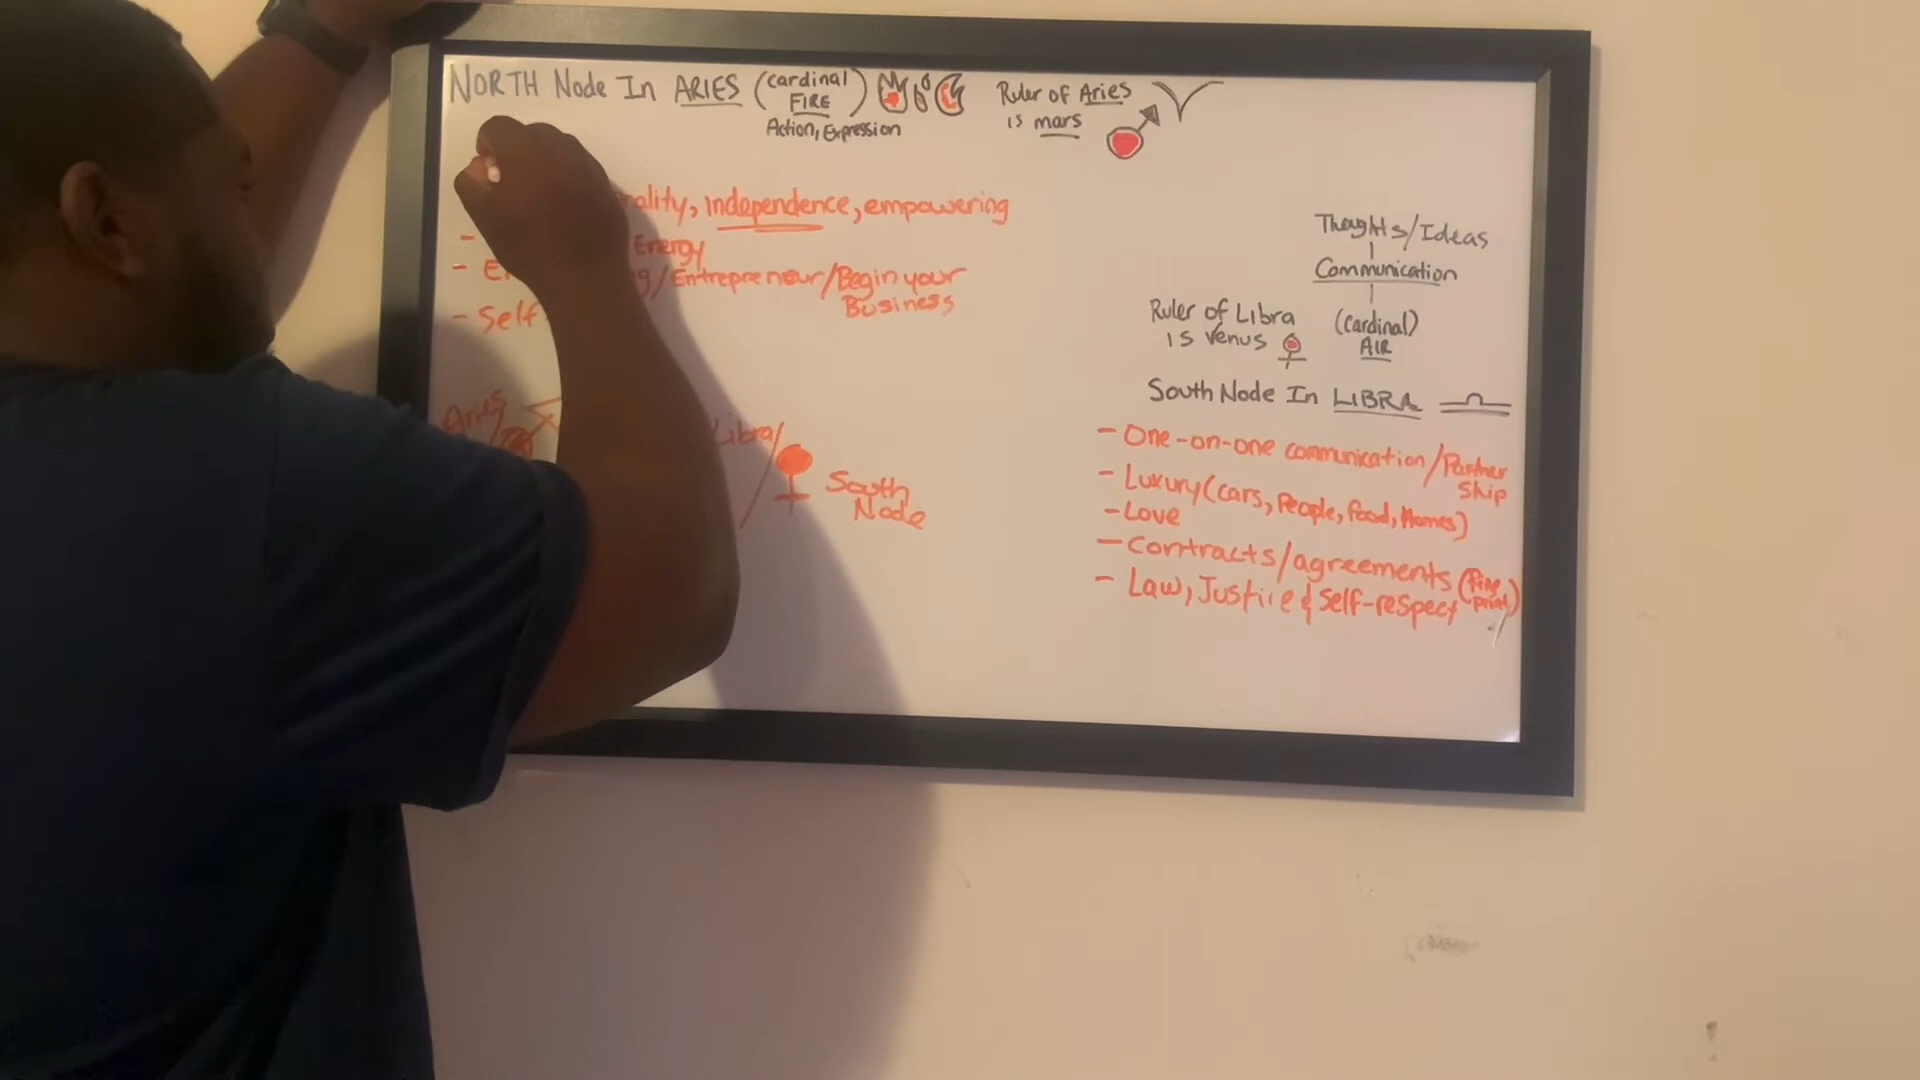 NORTH Node In ARIES (cardinal FIRE)
Action, Expression
Ruler of Aries
is mars
nality, independence, empowering
- Energy
- /Entrepreneur/Begin your
Business
- Self
Aries
Libra/
South
Node
Thoughts/Ideas
Communication
(cardinal)
AIR
Ruler of Libra
is Venus
South Node In LIBRA
- One-on-one communication/Partner
Ship
- Luxury(cars, People, food, Homes)
- Love
- Contracts/agreements (fine
print)
- Law, Justice & Self-respect